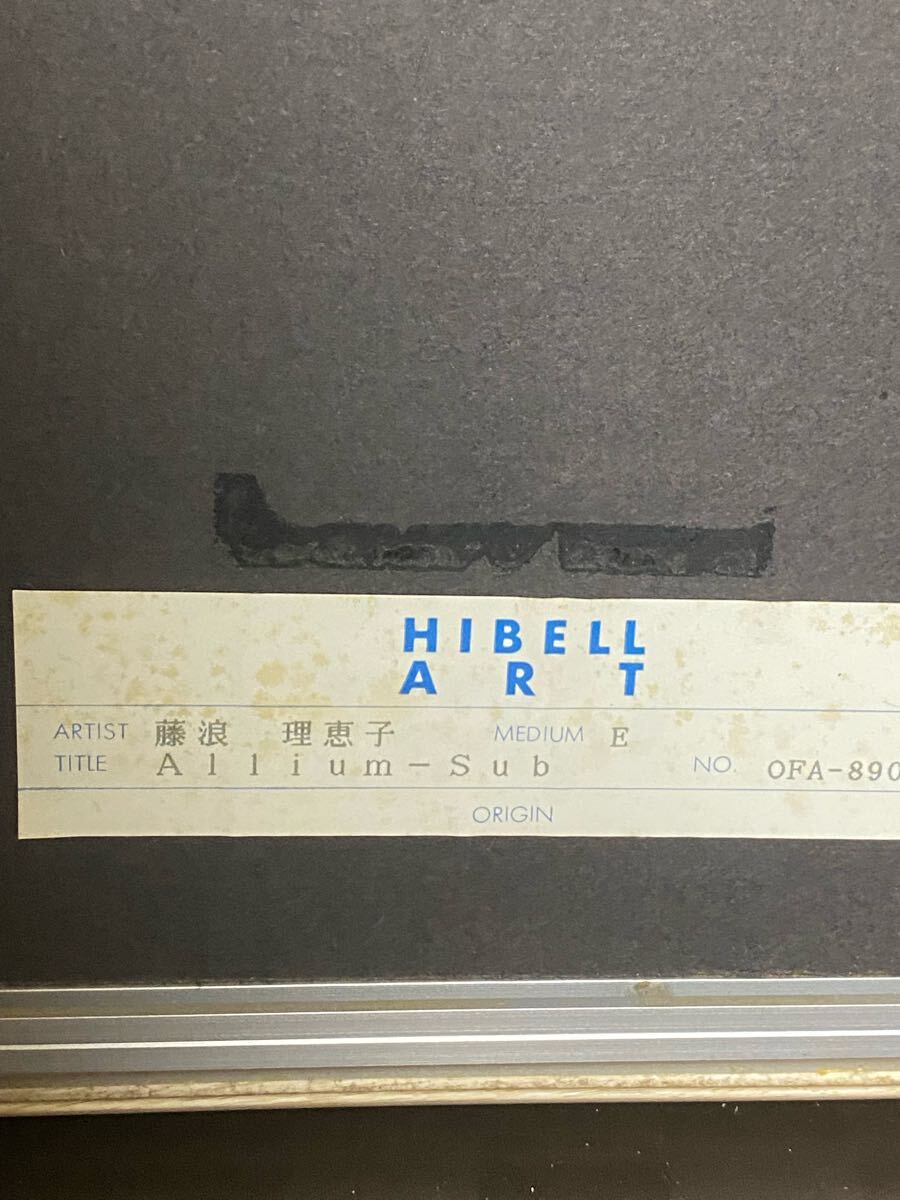 HIBELL
ART
ARTIST 藤浪 理恵子 MEDIUM E
TITLE Allium-Sub NO. OFA-890
ORIGIN